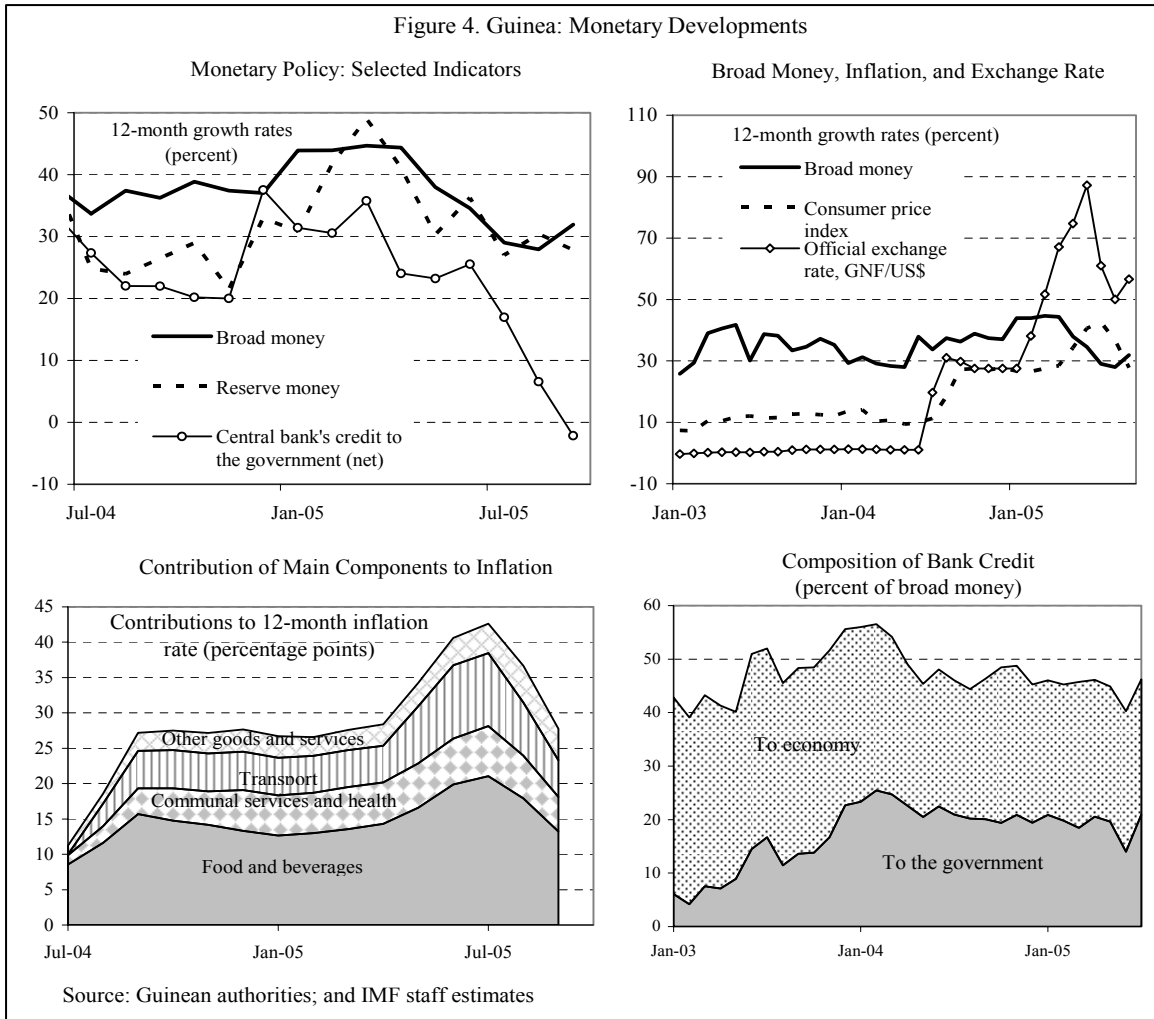 Figure 4. Guinea: Monetary Developments
Monetary Policy: Selected Indicators
50
40
30
20
10
0
-10
12-month growth rates
(percent)
Broad money
Reserve money
Central bank's credit to
the government (net)
Jul-04
Jan-05
Jul-05
Broad Money, Inflation, and Exchange Rate
110
90
70
50
30
10
-10
12-month growth rates (percent)
Broad money
Consumer price
index
Official exchange
rate, GNF/US$
Jan-03
Jan-04
Jan-05
Contribution of Main Components to Inflation
45
40
35
30
25
20
15
10
5
0
Contributions to 12-month inflation
rate (percentage points)
Other goods and services
Transport
Communal services and health
Food and beverages
Jul-04
Jan-05
Jul-05
Composition of Bank Credit
(percent of broad money)
60
50
40
30
20
10
0
To economy
To the government
Jan-03
Jan-04
Jan-05
Source: Guinean authorities; and IMF staff estimates